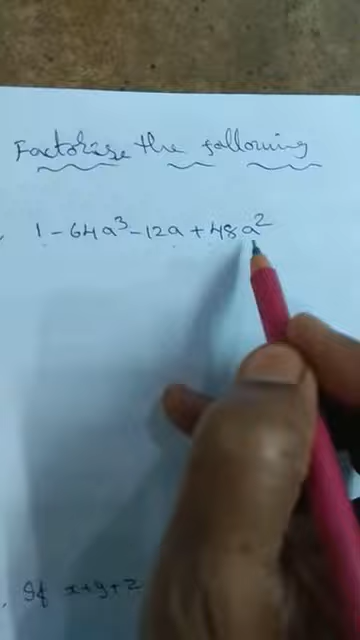 Factorise the following
1 - 64a³ - 12a + 48a²
If x+y+z